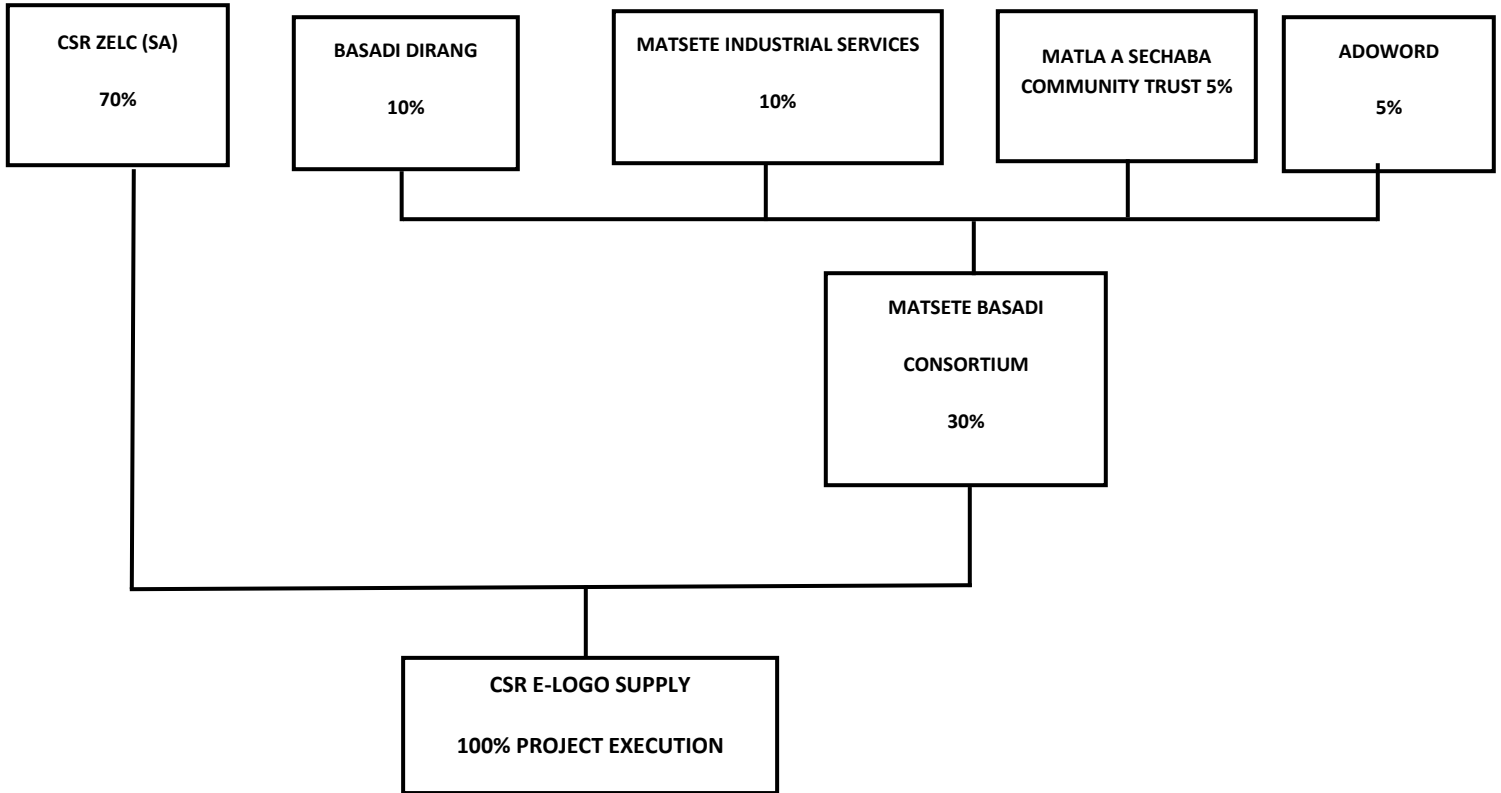 CSR ZELC (SA)
70%
BASADI DIRANG
10%
MATSETE INDUSTRIAL SERVICES
10%
MATLA A SECHABA
COMMUNITY TRUST 5%
ADOWORD
5%
MATSETE BASADI
CONSORTIUM
30%
CSR E-LOGO SUPPLY
100% PROJECT EXECUTION